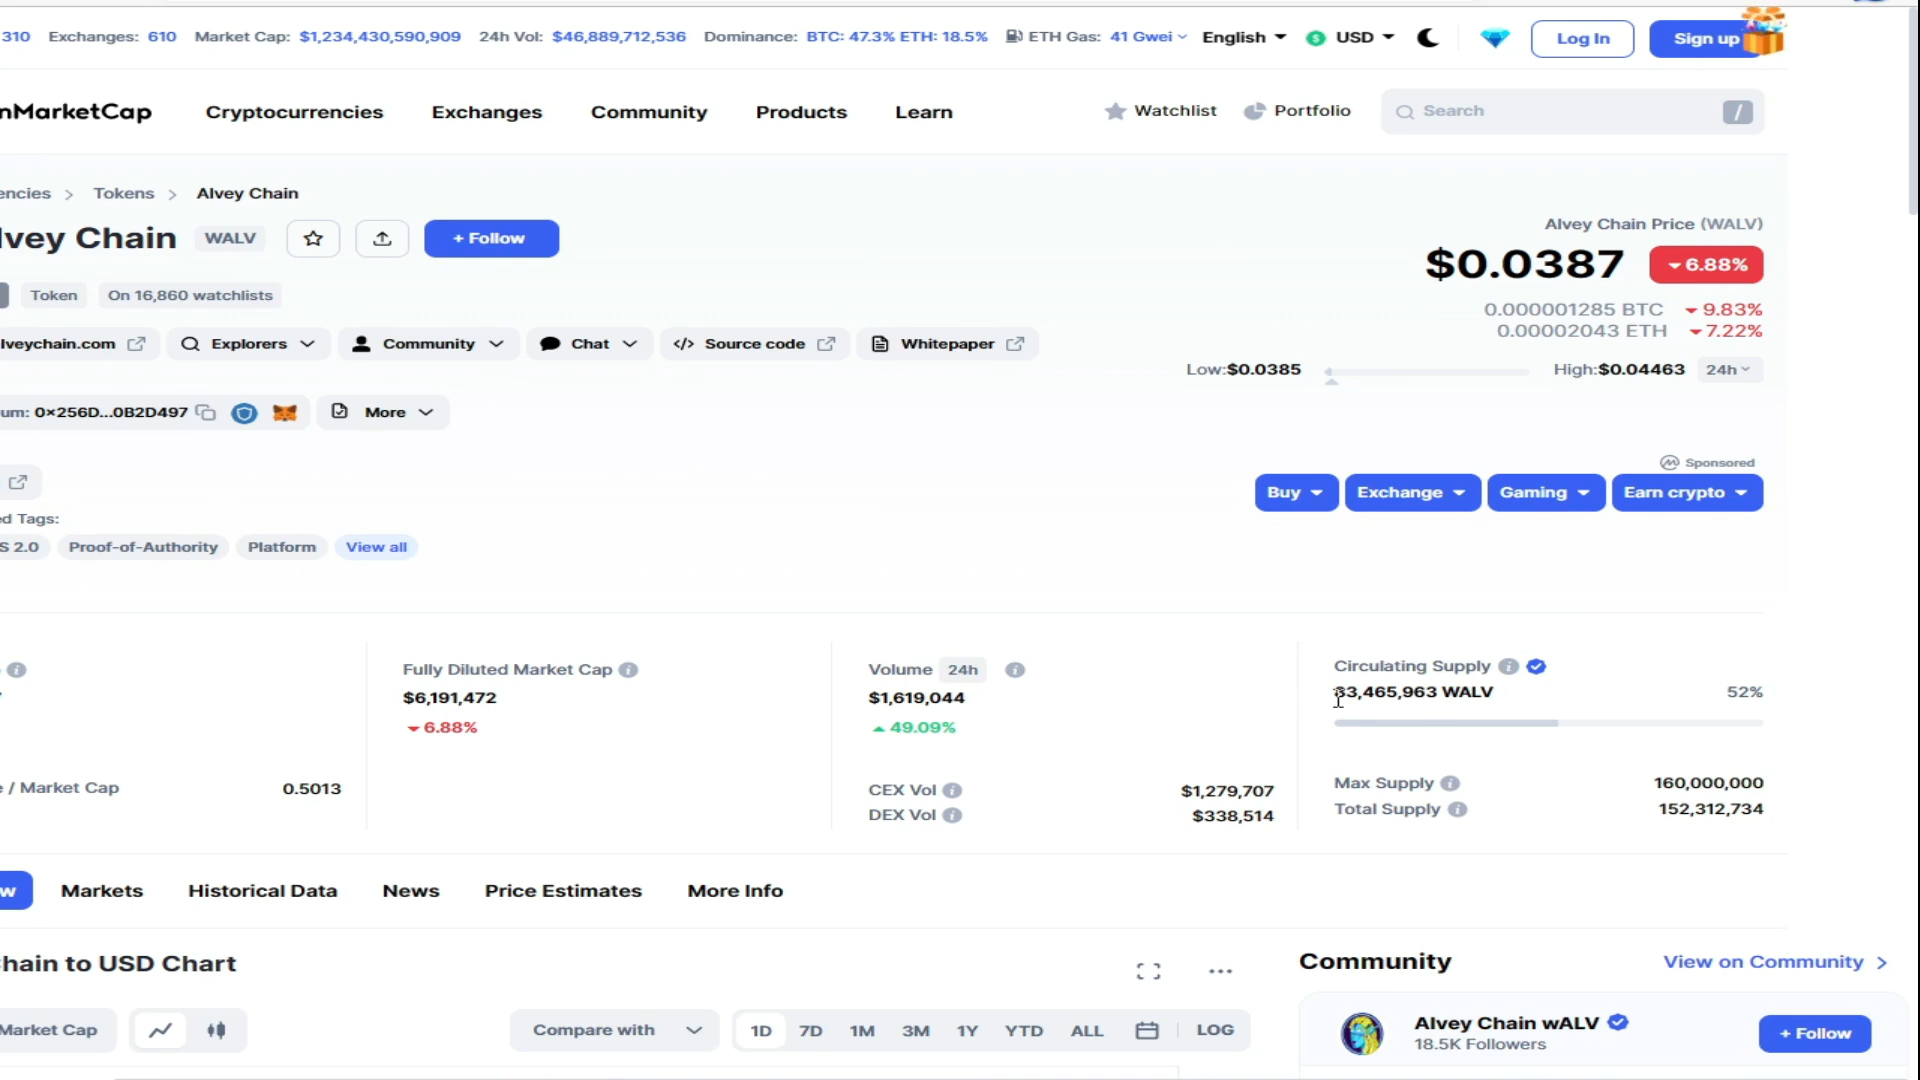 310 Exchanges: 610 Market Cap: $1,234,430,590,909 24h Vol: $46,889,712,536 Dominance: BTC: 47.3% ETH: 18.5% ETH Gas: 41 Gwei English USD Log In Sign up
nMarketCap Cryptocurrencies Exchanges Community Products Learn Watchlist Portfolio Search /
encies > Tokens > Alvey Chain
lvey Chain WALV + Follow
Alvey Chain Price (WALV)
$0.0387 6.88%
Token On 16,860 watchlists
0.000001285 BTC 9.83%
0.00002043 ETH 7.22%
lveychain.com Explorers Community Chat Source code Whitepaper
Low:$0.0385 High:$0.04463 24h
um: 0x256D...0B2D497 More
Sponsored
Buy Exchange Gaming Earn crypto
ed Tags:
S 2.0 Proof-of-Authority Platform View all
Fully Diluted Market Cap
$6,191,472
6.88%
Volume 24h
$1,619,044
49.09%
Circulating Supply
83,465,963 WALV 52%
e / Market Cap 0.5013
CEX Vol $1,279,707
DEX Vol $338,514
Max Supply 160,000,000
Total Supply 152,312,734
w Markets Historical Data News Price Estimates More Info
hain to USD Chart
Community View on Community >
Market Cap Compare with 1D 7D 1M 3M 1Y YTD ALL LOG
Alvey Chain wALV + Follow
18.5K Followers